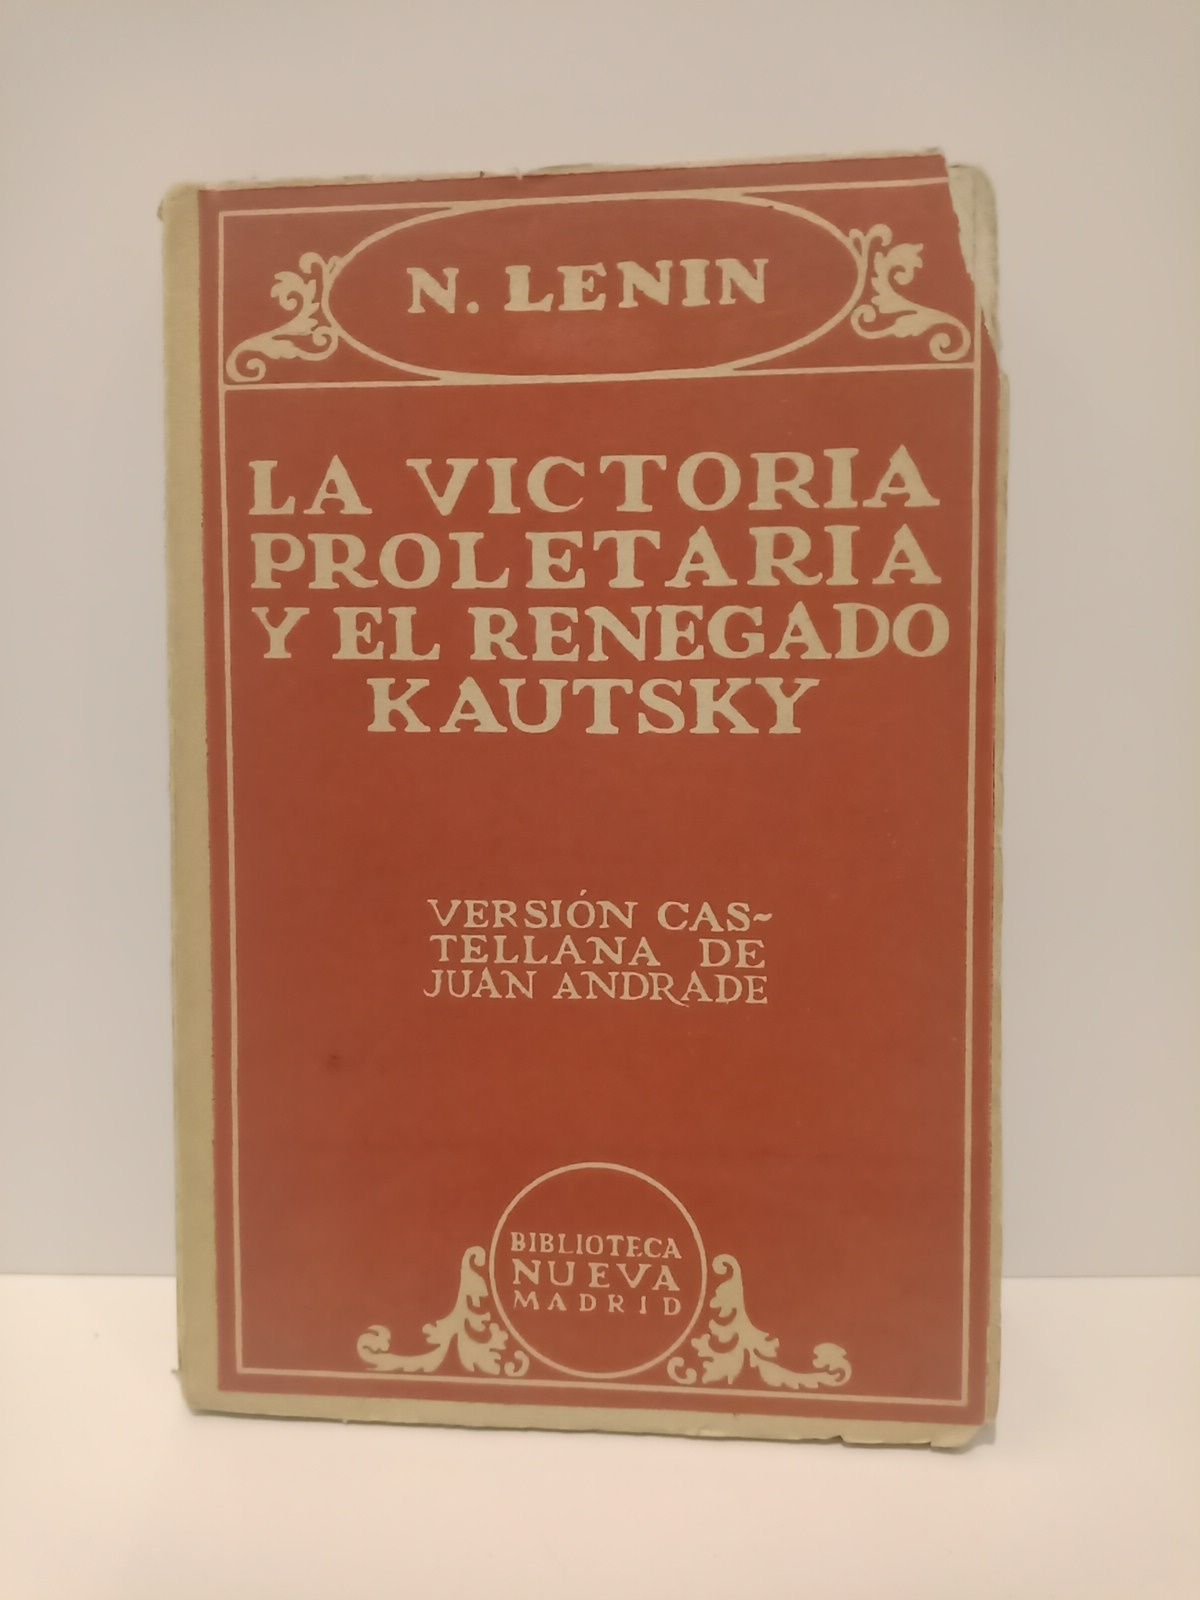 N. LENIN
LA VICTORIA
PROLETARIA
Y EL RENEGADO
KAUTSKY
VERSIÓN CAS-
TELLANA DE
JUAN ANDRADE
BIBLIOTECA
NUEVA
MADRID